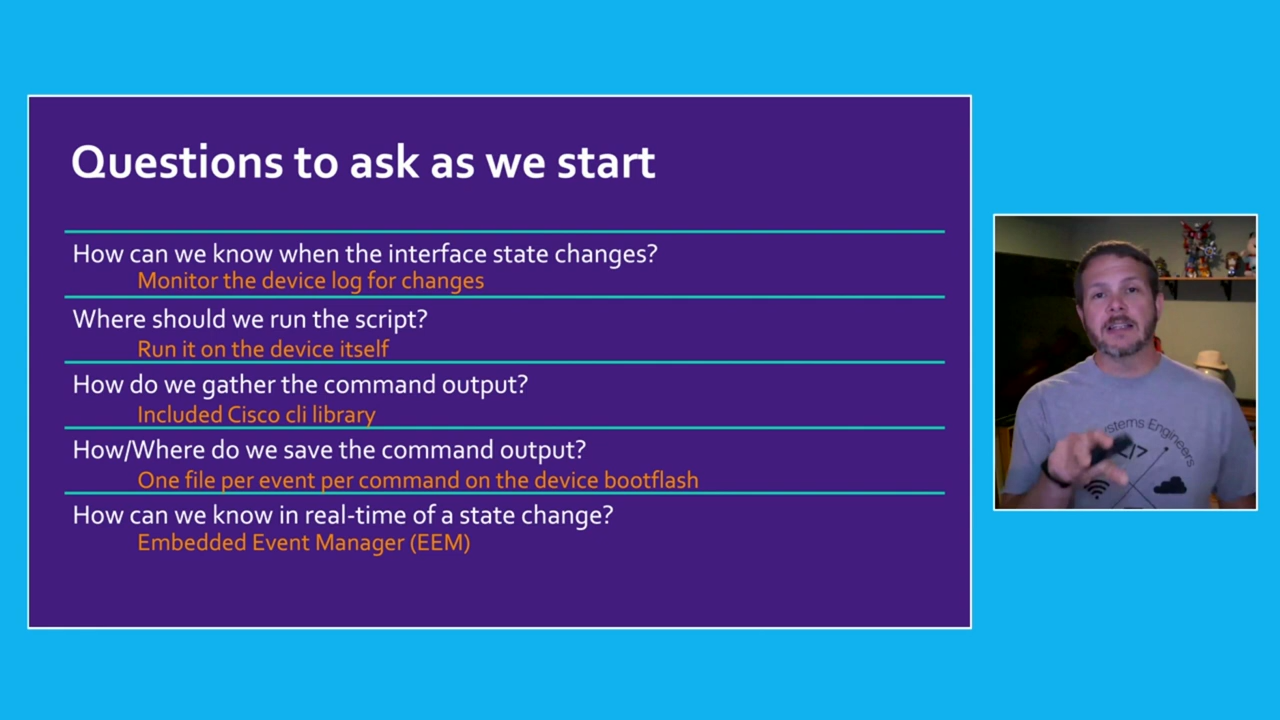 Questions to ask as we start
How can we know when the interface state changes?
Monitor the device log for changes
Where should we run the script?
Run it on the device itself
How do we gather the command output?
Included Cisco cli library
How/Where do we save the command output?
One file per event per command on the device bootflash
How can we know in real-time of a state change?
Embedded Event Manager (EEM)
Engineers
</>